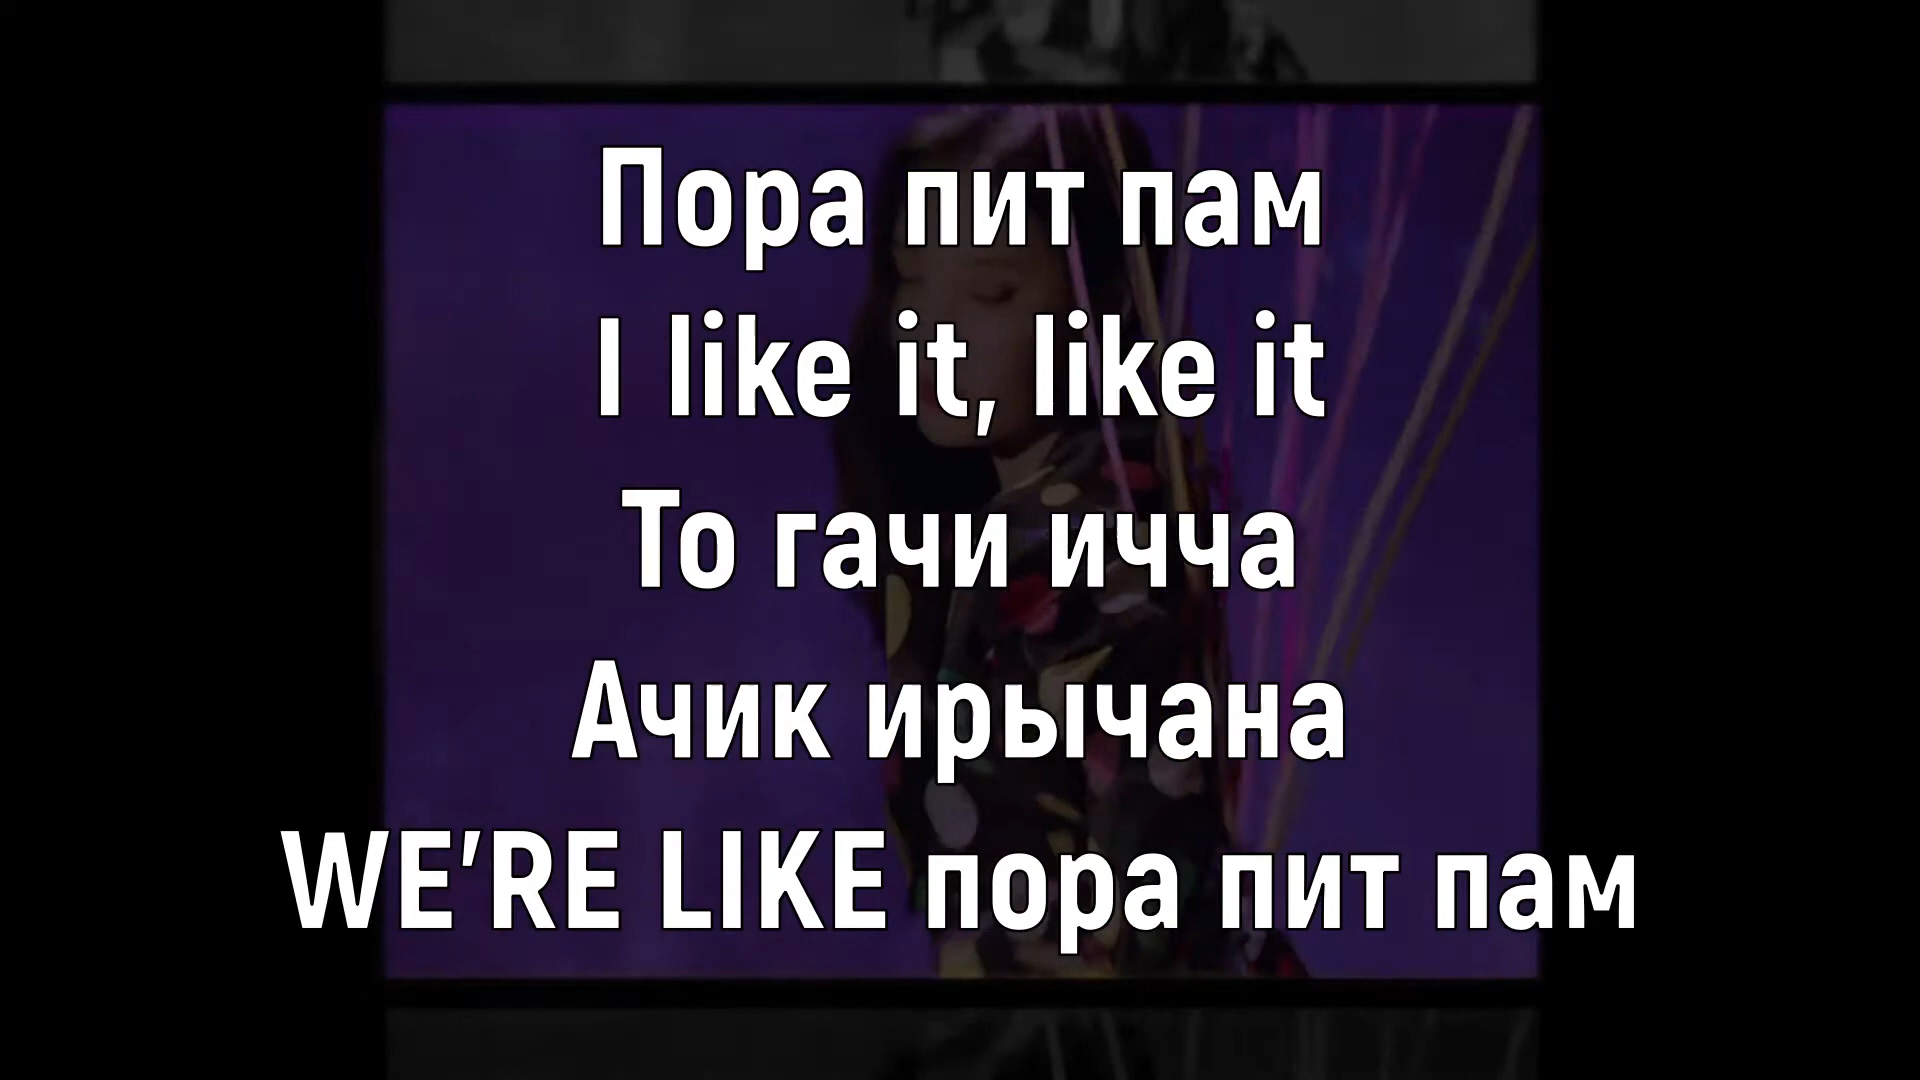 Пора пит пам
I like it, like it
То гачи ичча
Ачик ирычана
WE'RE LIKE пора пит пам